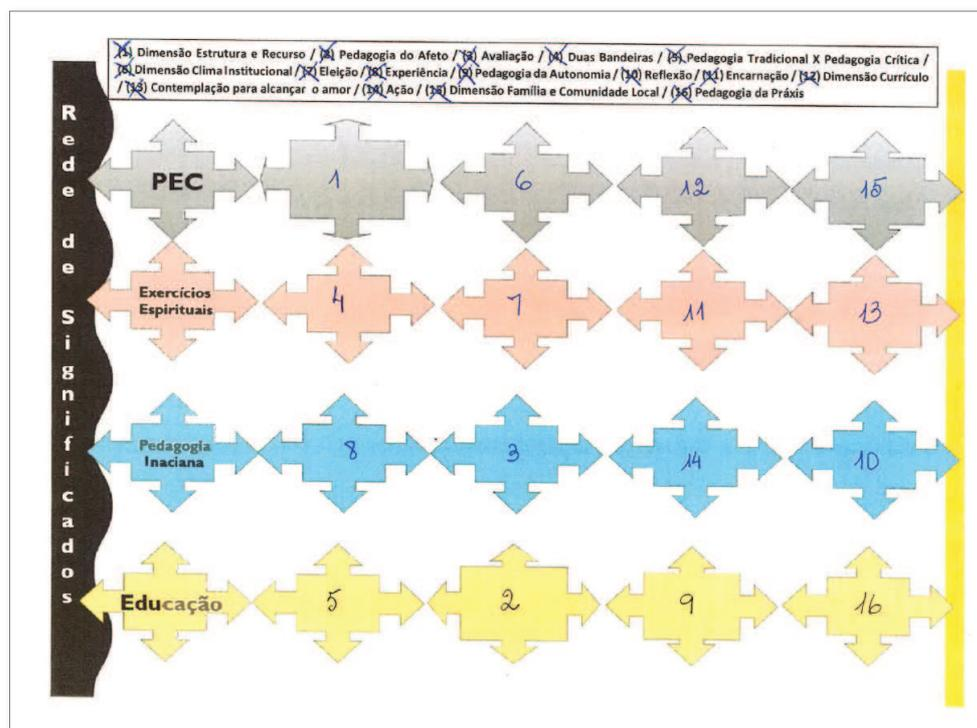 (1) Dimensão Estrutura e Recurso / (2) Pedagogia do Afeto / (3) Avaliação / (4) Duas Bandeiras / (5) Pedagogia Tradicional X Pedagogia Crítica /
(6) Dimensão Clima Institucional / (7) Eleição / (8) Experiência / (9) Pedagogia da Autonomia / (10) Reflexão / (11) Encarnação / (12) Dimensão Currículo
/ (13) Contemplação para alcançar o amor / (14) Ação / (15) Dimensão Família e Comunidade Local / (16) Pedagogia da Práxis
Rede de Significados
PEC 1 6 12 15
Exercícios
Espirituais 4 7 11 13
Pedagogia
Inaciana 8 3 14 10
Educação 5 2 9 16